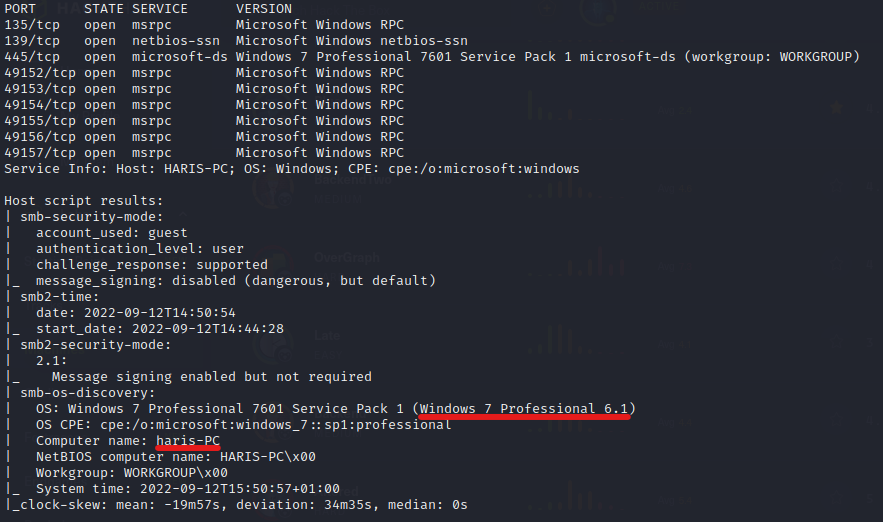 PORT      STATE SERVICE      VERSION
135/tcp   open  msrpc        Microsoft Windows RPC
139/tcp   open  netbios-ssn  Microsoft Windows netbios-ssn
445/tcp   open  microsoft-ds Windows 7 Professional 7601 Service Pack 1 microsoft-ds (workgroup: WORKGROUP)
49152/tcp open  msrpc        Microsoft Windows RPC
49153/tcp open  msrpc        Microsoft Windows RPC
49154/tcp open  msrpc        Microsoft Windows RPC
49155/tcp open  msrpc        Microsoft Windows RPC
49156/tcp open  msrpc        Microsoft Windows RPC
49157/tcp open  msrpc        Microsoft Windows RPC
Service Info: Host: HARIS-PC; OS: Windows; CPE: cpe:/o:microsoft:windows
Host script results:
| smb-security-mode:
|   account_used: guest
|   authentication_level: user
|   challenge_response: supported
|_  message_signing: disabled (dangerous, but default)
| smb2-time:
|   date: 2022-09-12T14:50:54
|_  start_date: 2022-09-12T14:44:28
| smb2-security-mode:
|   2.1:
|_    Message signing enabled but not required
| smb-os-discovery:
|   OS: Windows 7 Professional 7601 Service Pack 1 (Windows 7 Professional 6.1)
|   OS CPE: cpe:/o:microsoft:windows_7::sp1:professional
|   Computer name: haris-PC
|   NetBIOS computer name: HARIS-PC\x00
|   Workgroup: WORKGROUP\x00
|_  System time: 2022-09-12T15:50:57+01:00
|_clock-skew: mean: -19m57s, deviation: 34m35s, median: 0s